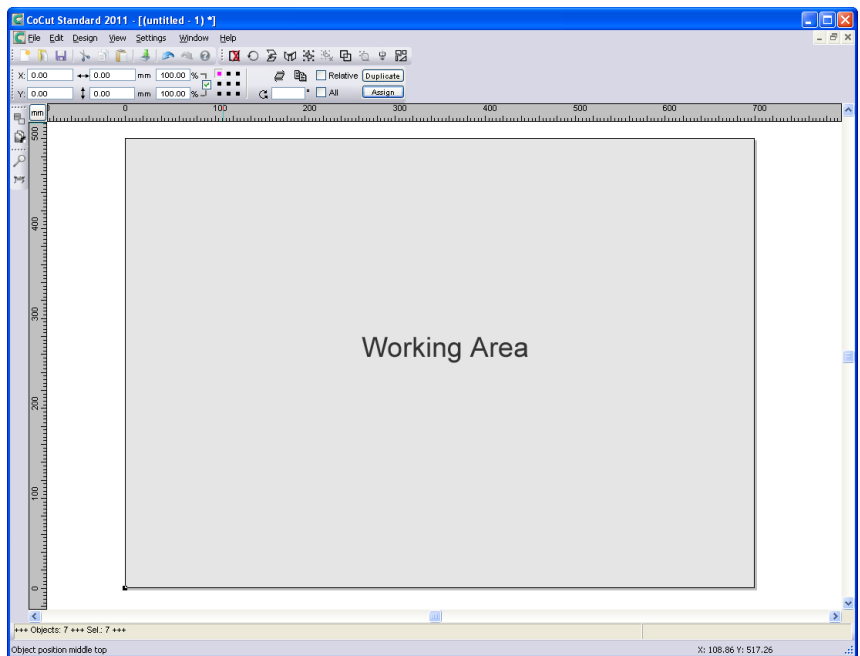 CoCut Standard 2011 - [(untitled - 1) *]
File Edit Design View Settings Window Help
X: 0.00 0.00 mm 100.00 % Relative Duplicate
Y: 0.00 0.00 mm 100.00 % ° All Assign
mm 0 100 200 300 400 500 600 700
500
400
300
200
100
0
Working Area
+++ Objects: 7 +++ Sel.: 7 +++
Object position middle top X: 108.86 Y: 517.26